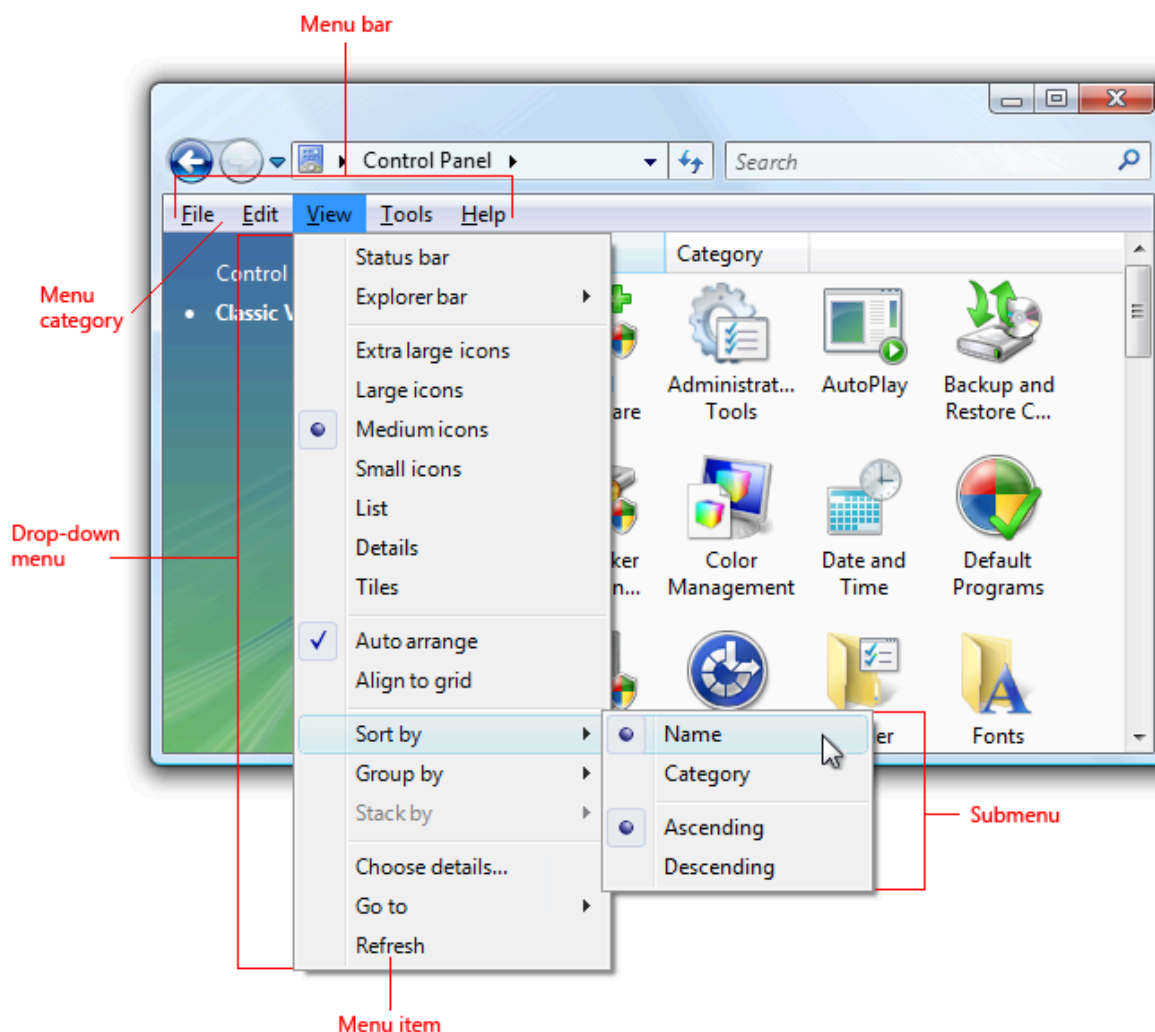 Menu bar
Control Panel
Search
File Edit View Tools Help
Menu
category
Drop-down
menu
Control
Classic V
Status bar
Explorer bar
Extra large icons
Large icons
Medium icons
Small icons
List
Details
Tiles
Auto arrange
Align to grid
Sort by
Group by
Stack by
Choose details...
Go to
Refresh
Category
are
Administrat...
Tools
AutoPlay
Backup and
Restore C...
ker
n...
Color
Management
Date and
Time
Default
Programs
er
Fonts
Name
Category
Ascending
Descending
Submenu
Menu item